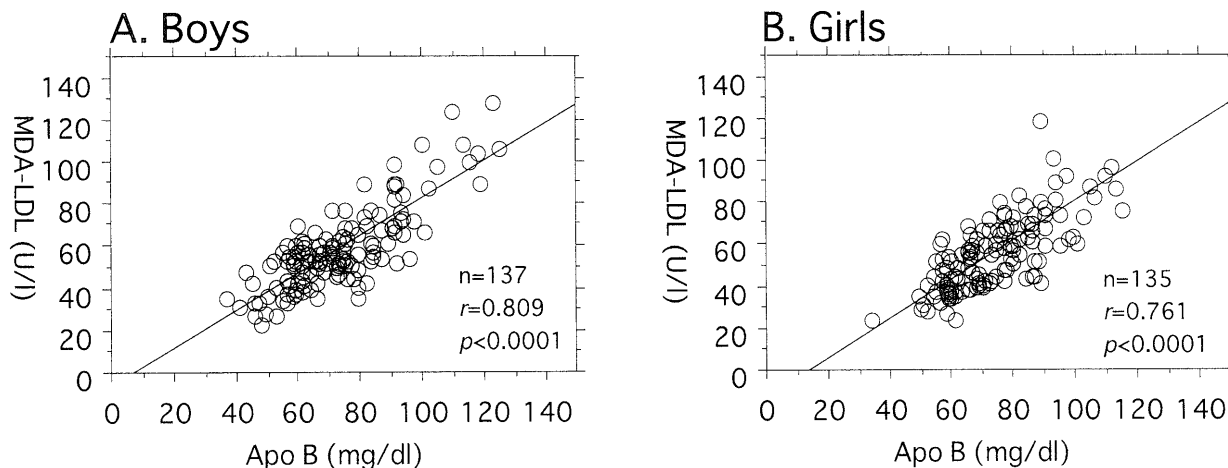 A. Boys
MDA-LDL (U/l)
140
120
100
80
60
40
20
0
0 20 40 60 80 100 120 140
Apo B (mg/dl)
n=137
r=0.809
p<0.0001
B. Girls
MDA-LDL (U/l)
140
120
100
80
60
40
20
0
0 20 40 60 80 100 120 140
Apo B (mg/dl)
n=135
r=0.761
p<0.0001